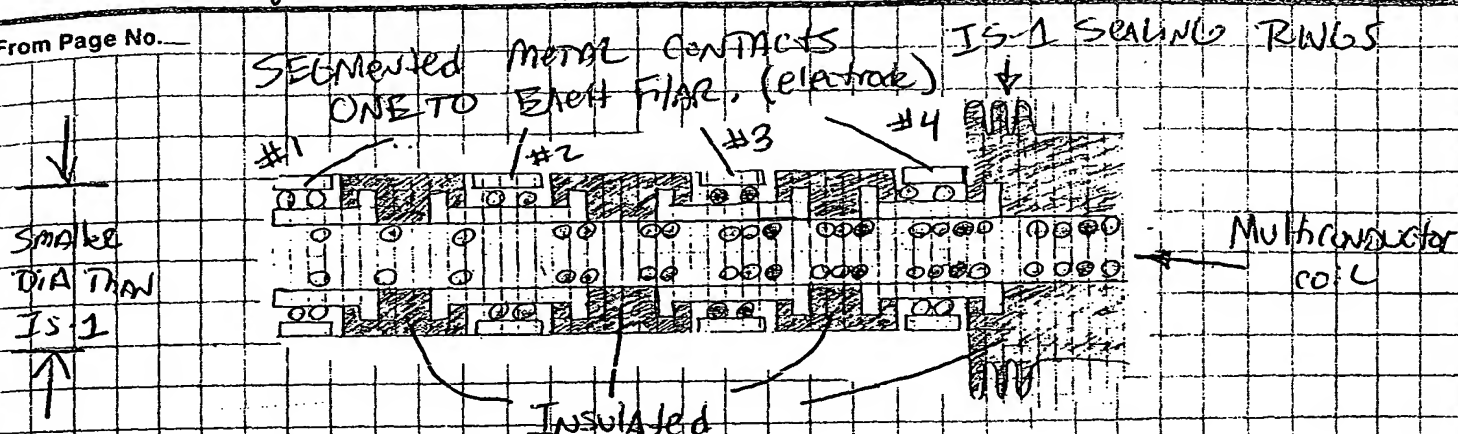 From Page No.
SEGMENTED METAL CONTACTS
ONE TO EACH FILAR. (electrode)
IS-1 SEALING RINGS
#1
#2
#3
#4
SMALLER
DIA THAN
IS-1
Multiconductor
COIL
INSULATED